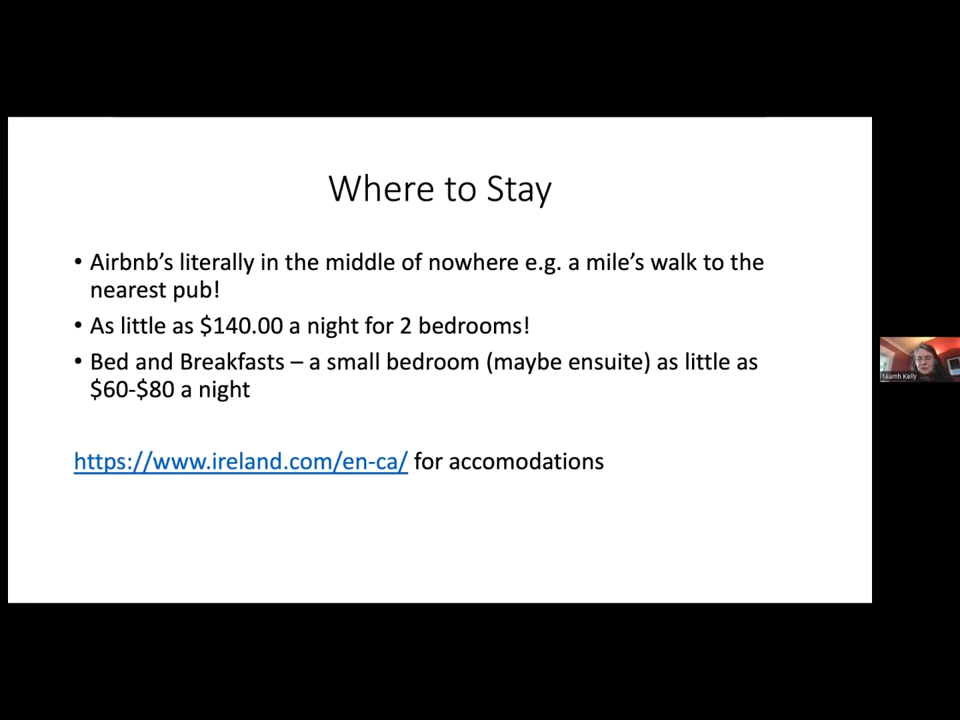 Where to Stay
• Airbnb’s literally in the middle of nowhere e.g. a mile’s walk to the
nearest pub!
• As little as $140.00 a night for 2 bedrooms!
• Bed and Breakfasts – a small bedroom (maybe ensuite) as little as
$60-$80 a night
https://www.ireland.com/en-ca/ for accomodations
Niamh Kelly